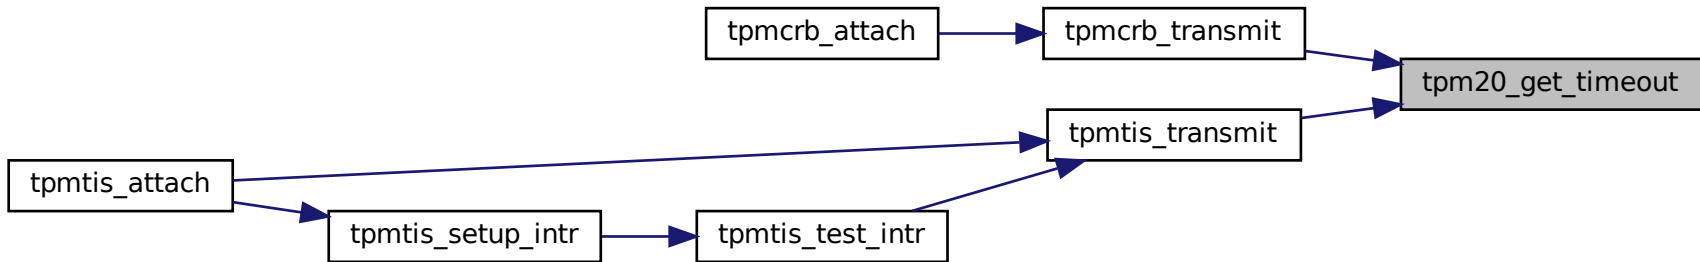 tpmcrb_attach
tpmcrb_transmit
tpm20_get_timeout
tpmtis_transmit
tpmtis_attach
tpmtis_setup_intr
tpmtis_test_intr